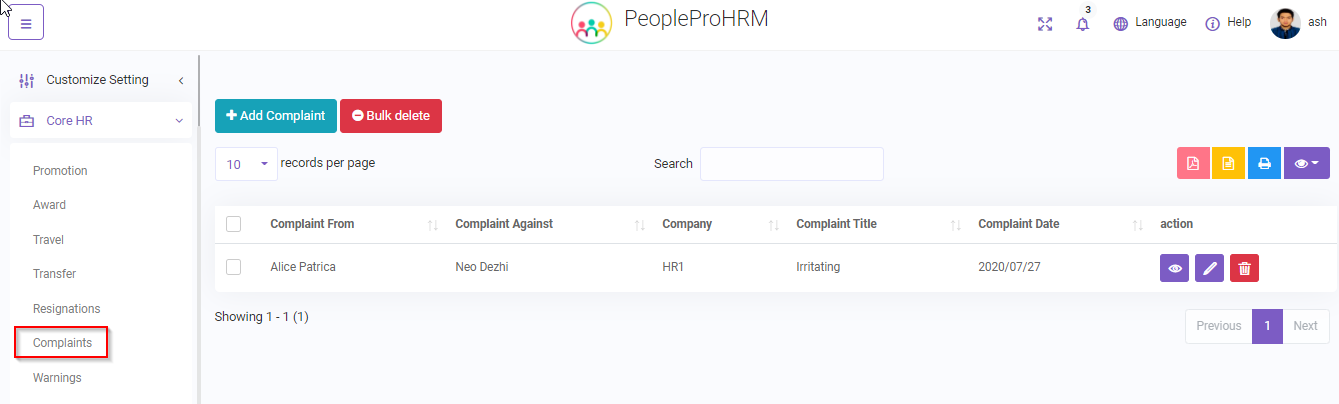 PeopleProHRM
3
Language
Help
ash
Customize Setting
Core HR
Promotion
Award
Travel
Transfer
Resignations
Complaints
Warnings
Add Complaint
Bulk delete
10 records per page
Search
Complaint From Complaint Against Company Complaint Title Complaint Date action
Alice Patrica Neo Dezhi HR1 Irritating 2020/07/27
Showing 1 - 1 (1)
Previous 1 Next